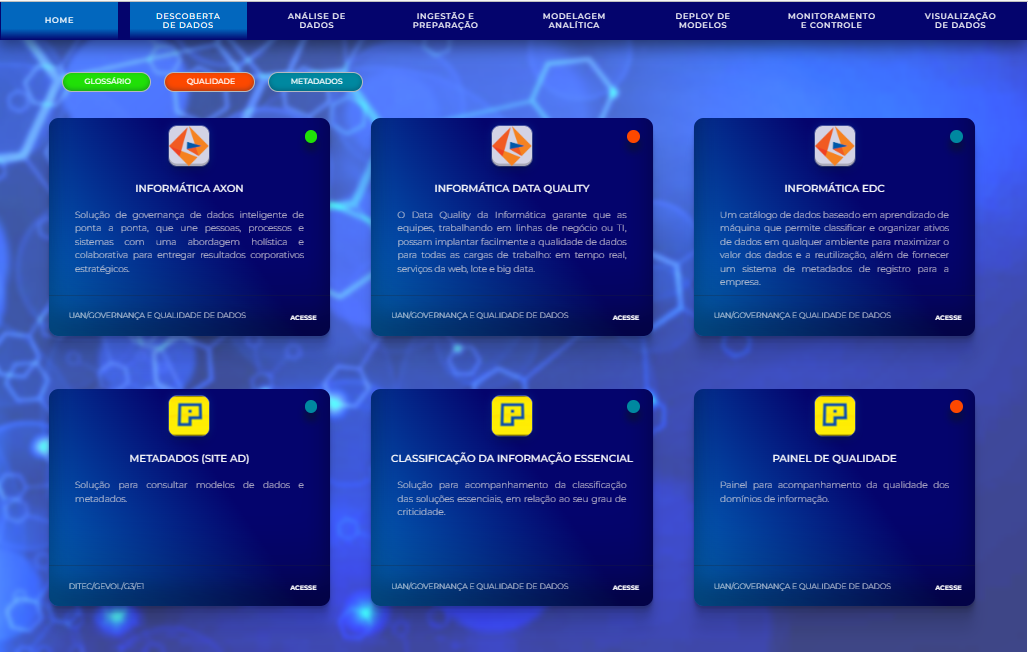 HOME
DESCOBERTA
DE DADOS
ANÁLISE DE
DADOS
INGESTÃO E
PREPARAÇÃO
MODELAGEM
ANALÍTICA
DEPLOY DE
MODELOS
MONITORAMENTO
E CONTROLE
VISUALIZAÇÃO
DE DADOS
GLOSSÁRIO
QUALIDADE
METADADOS
INFORMÁTICA AXON
Solução de governança de dados inteligente de
ponta a ponta, que une pessoas, processos e
sistemas com uma abordagem holística e
colaborativa para entregar resultados corporativos
estratégicos.
UAN/GOVERNANÇA E QUALIDADE DE DADOS
ACESSE
INFORMÁTICA DATA QUALITY
O Data Quality da Informática garante que as
equipes, trabalhando em linhas de negócio ou TI,
possam implantar facilmente a qualidade de dados
para todas as cargas de trabalho: em tempo real,
serviços da web, lote e big data.
UAN/GOVERNANÇA E QUALIDADE DE DADOS
ACESSE
INFORMÁTICA EDC
Um catálogo de dados baseado em aprendizado de
máquina que permite classificar e organizar ativos
de dados em qualquer ambiente para maximizar o
valor dos dados e a reutilização, além de fornecer
um sistema de metadados de registro para a
empresa.
UAN/GOVERNANÇA E QUALIDADE DE DADOS
ACESSE
METADADOS (SITE AD)
Solução para consultar modelos de dados e
metadados.
DITEC/GEVOL/G3/E1
ACESSE
CLASSIFICAÇÃO DA INFORMAÇÃO ESSENCIAL
Solução para acompanhamento da classificação
das soluções essenciais, em relação ao seu grau de
criticidade.
UAN/GOVERNANÇA E QUALIDADE DE DADOS
ACESSE
PAINEL DE QUALIDADE
Painel para acompanhamento da qualidade dos
domínios de informação.
UAN/GOVERNANÇA E QUALIDADE DE DADOS
ACESSE